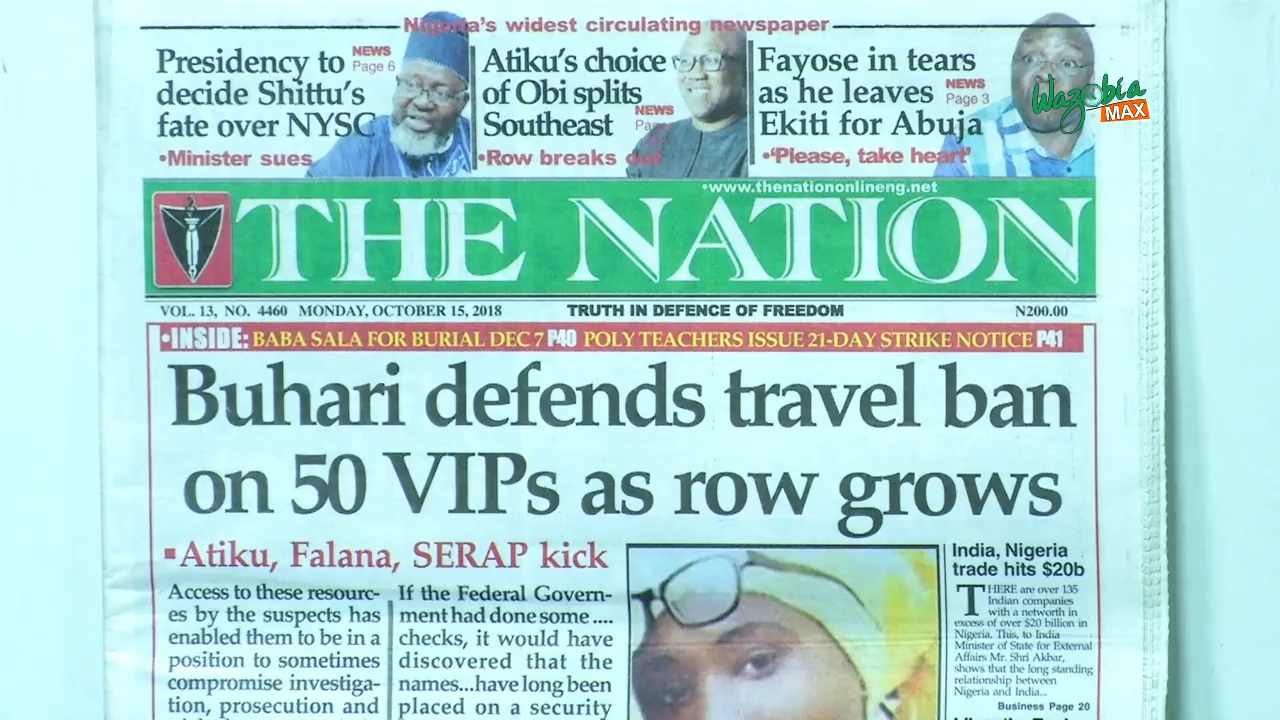 Nigeria's widest circulating newspaper
Presidency to
decide Shittu's
fate over NYSC
NEWS
Page 6
•Minister sues
Atiku's choice
of Obi splits
Southeast
NEWS
Page
•Row breaks out
Fayose in tears
as he leaves
Ekiti for Abuja
NEWS
Page 3
•'Please, take heart'
Wazobia
MAX
•www.thenationonlineng.net
THE NATION
VOL. 13, NO. 4460 MONDAY, OCTOBER 15, 2018
TRUTH IN DEFENCE OF FREEDOM
N200.00
•INSIDE: BABA SALA FOR BURIAL DEC 7 P40 POLY TEACHERS ISSUE 21-DAY STRIKE NOTICE P41
Buhari defends travel ban
on 50 VIPs as row grows
▪Atiku, Falana, SERAP kick
Access to these resourc-
es by the suspects has
enabled them to be in a
position to sometimes
compromise investiga-
tion, prosecution and
If the Federal Govern-
ment had done some ....
checks, it would have
discovered that the
names...have long been
placed on a security
India, Nigeria
trade hits $20b
THERE are over 135
Indian companies
with a networth in
excess of over $20 billion in
Nigeria. This, to India
Minister of State for External
Affairs Mr. Shri Akbar,
shows that the long standing
relationship between
Nigeria and India...
Business Page 20